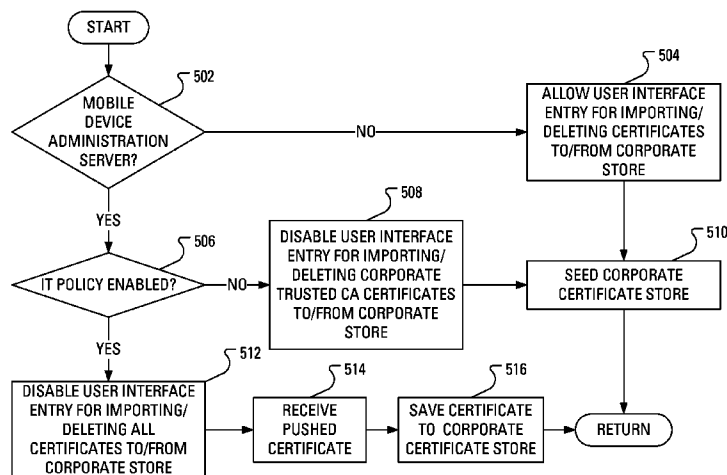 START
502
MOBILE
DEVICE
ADMINISTRATION
SERVER?
NO
504
ALLOW USER INTERFACE
ENTRY FOR IMPORTING/
DELETING CERTIFICATES
TO/FROM CORPORATE
STORE
YES
506
IT POLICY ENABLED?
NO
508
DISABLE USER INTERFACE
ENTRY FOR IMPORTING/
DELETING CORPORATE
TRUSTED CA CERTIFICATES
TO/FROM CORPORATE
STORE
510
SEED CORPORATE
CERTIFICATE STORE
YES
512
DISABLE USER INTERFACE
ENTRY FOR IMPORTING/
DELETING ALL
CERTIFICATES TO/FROM
CORPORATE STORE
514
RECEIVE
PUSHED
CERTIFICATE
516
SAVE CERTIFICATE
TO CORPORATE
CERTIFICATE STORE
RETURN